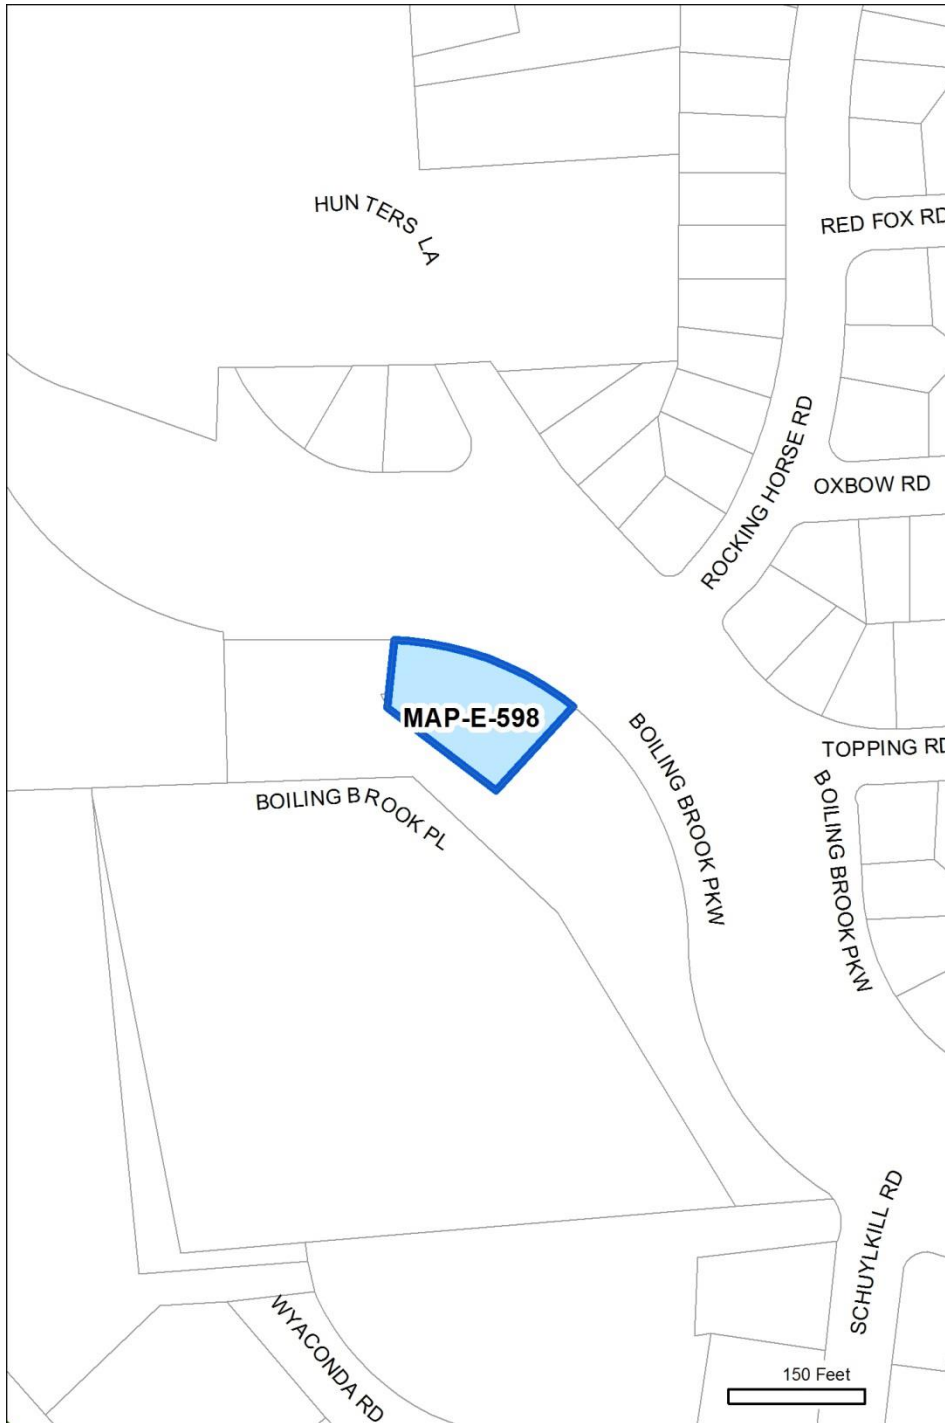 HUNTERS LA
RED FOX RD
ROCKING HORSE RD
OXBOW RD
MAP-E-598
BOILING BROOK PKW
TOPPING RD
BOILING BROOK PL
BOILING BROOK PKW
SCHUYLKILL RD
WYACONDA RD
150 Feet